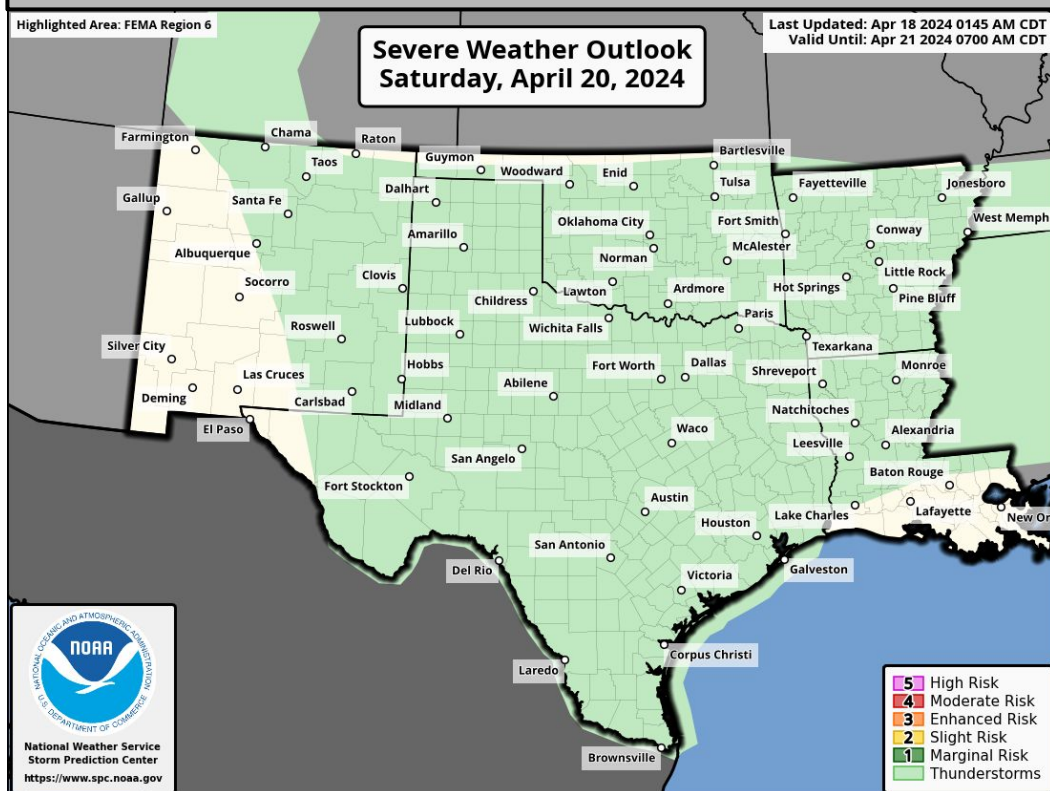 Highlighted Area: FEMA Region 6
Severe Weather Outlook
Saturday, April 20, 2024
Last Updated: Apr 18 2024 0145 AM CDT
Valid Until: Apr 21 2024 0700 AM CDT
Farmington
Chama
Raton
Taos
Guymon
Woodward
Enid
Bartlesville
Tulsa
Fayetteville
Jonesboro
Gallup
Santa Fe
Dalhart
Oklahoma City
Fort Smith
West Memph
Albuquerque
Amarillo
Norman
McAlester
Conway
Socorro
Clovis
Childress
Lawton
Ardmore
Hot Springs
Little Rock
Pine Bluff
Roswell
Lubbock
Wichita Falls
Paris
Texarkana
Silver City
Las Cruces
Hobbs
Fort Worth
Dallas
Shreveport
Monroe
Deming
Carlsbad
Midland
Abilene
Natchitoches
El Paso
Waco
Leesville
Alexandria
San Angelo
Fort Stockton
Baton Rouge
Austin
Houston
Lake Charles
Lafayette
New Or
San Antonio
Del Rio
Victoria
Galveston
Laredo
Corpus Christi
Brownsville
NATIONAL OCEANIC AND ATMOSPHERIC ADMINISTRATION
NOAA
U.S. DEPARTMENT OF COMMERCE
National Weather Service
Storm Prediction Center
https://www.spc.noaa.gov
5 High Risk
4 Moderate Risk
3 Enhanced Risk
2 Slight Risk
1 Marginal Risk
Thunderstorms